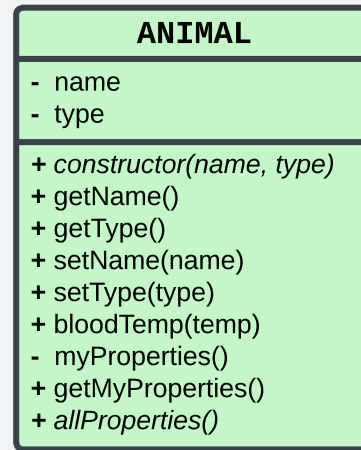 ANIMAL
- name
- type
+ constructor(name, type)
+ getName()
+ getType()
+ setName(name)
+ setType(type)
+ bloodTemp(temp)
- myProperties()
+ getMyProperties()
+ allProperties()